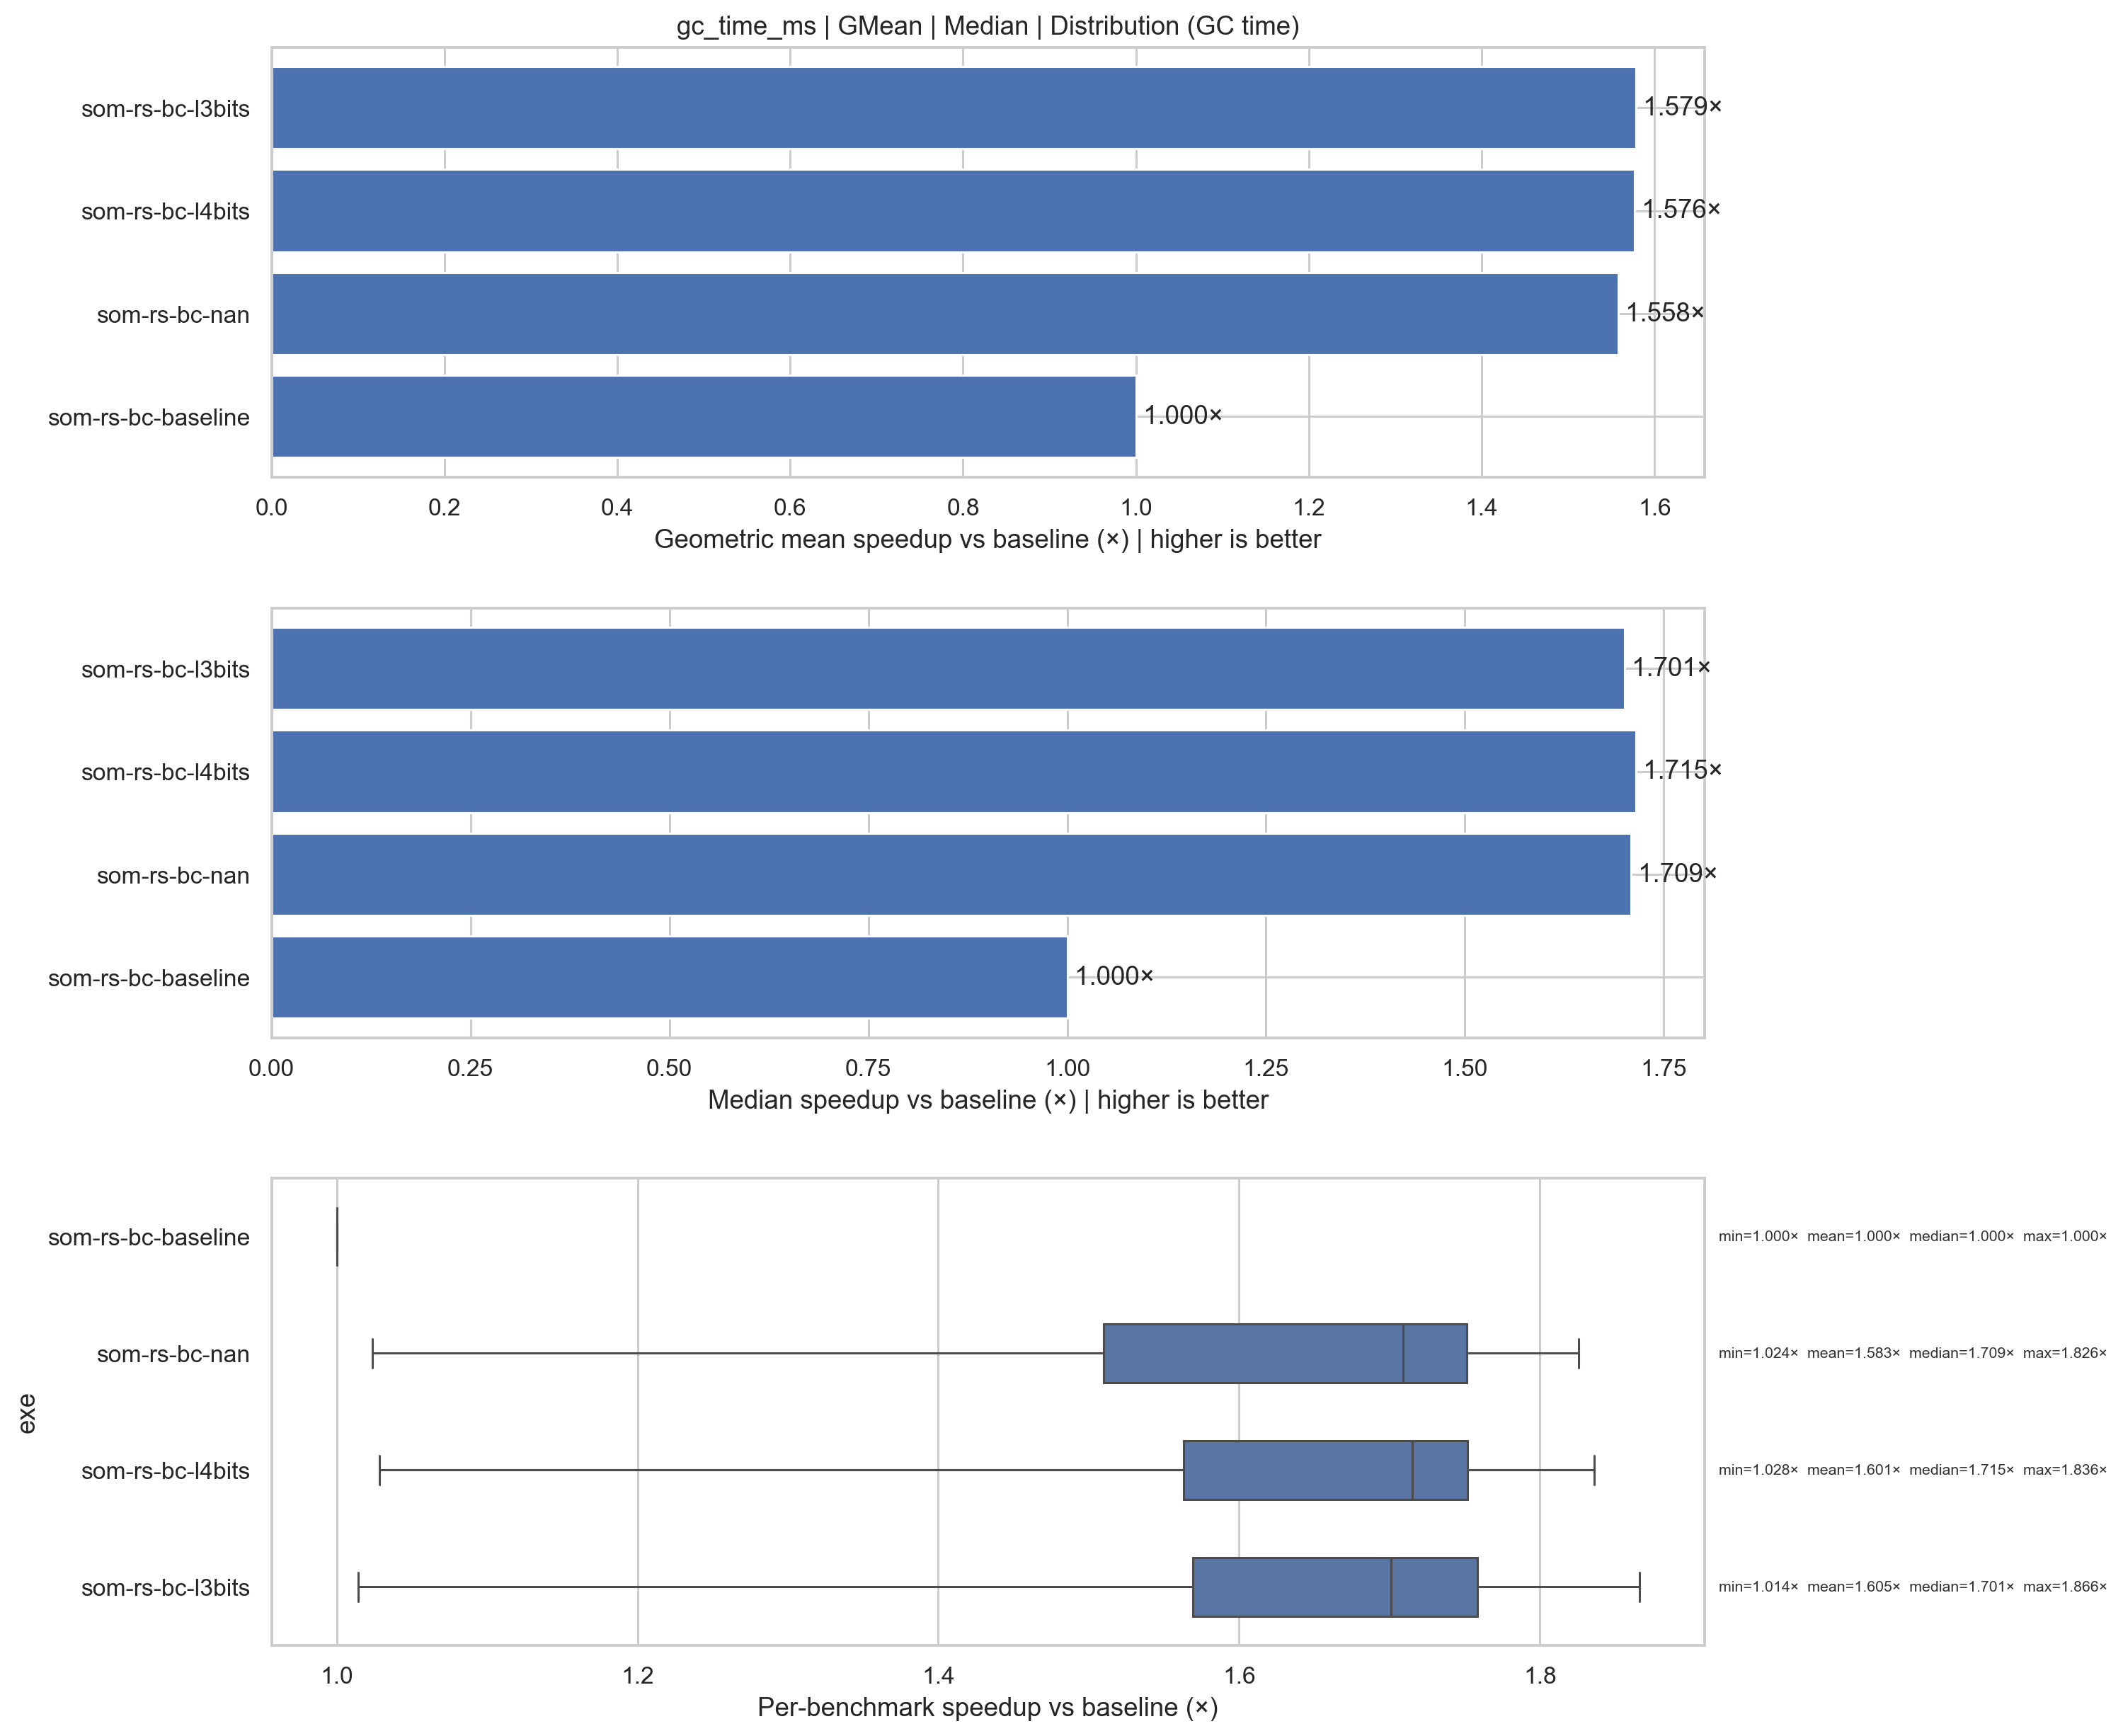 gc_time_ms | GMean | Median | Distribution (GC time)
som-rs-bc-l3bits
1.579×
som-rs-bc-l4bits
1.576×
som-rs-bc-nan
1.558×
som-rs-bc-baseline
1.000×
0.0 0.2 0.4 0.6 0.8 1.0 1.2 1.4 1.6
Geometric mean speedup vs baseline (×) | higher is better
som-rs-bc-l3bits
1.701×
som-rs-bc-l4bits
1.715×
som-rs-bc-nan
1.709×
som-rs-bc-baseline
1.000×
0.00 0.25 0.50 0.75 1.00 1.25 1.50 1.75
Median speedup vs baseline (×) | higher is better
exe
som-rs-bc-baseline
min=1.000× mean=1.000× median=1.000× max=1.000×
som-rs-bc-nan
min=1.024× mean=1.583× median=1.709× max=1.826×
som-rs-bc-l4bits
min=1.028× mean=1.601× median=1.715× max=1.836×
som-rs-bc-l3bits
min=1.014× mean=1.605× median=1.701× max=1.866×
1.0 1.2 1.4 1.6 1.8
Per-benchmark speedup vs baseline (×)